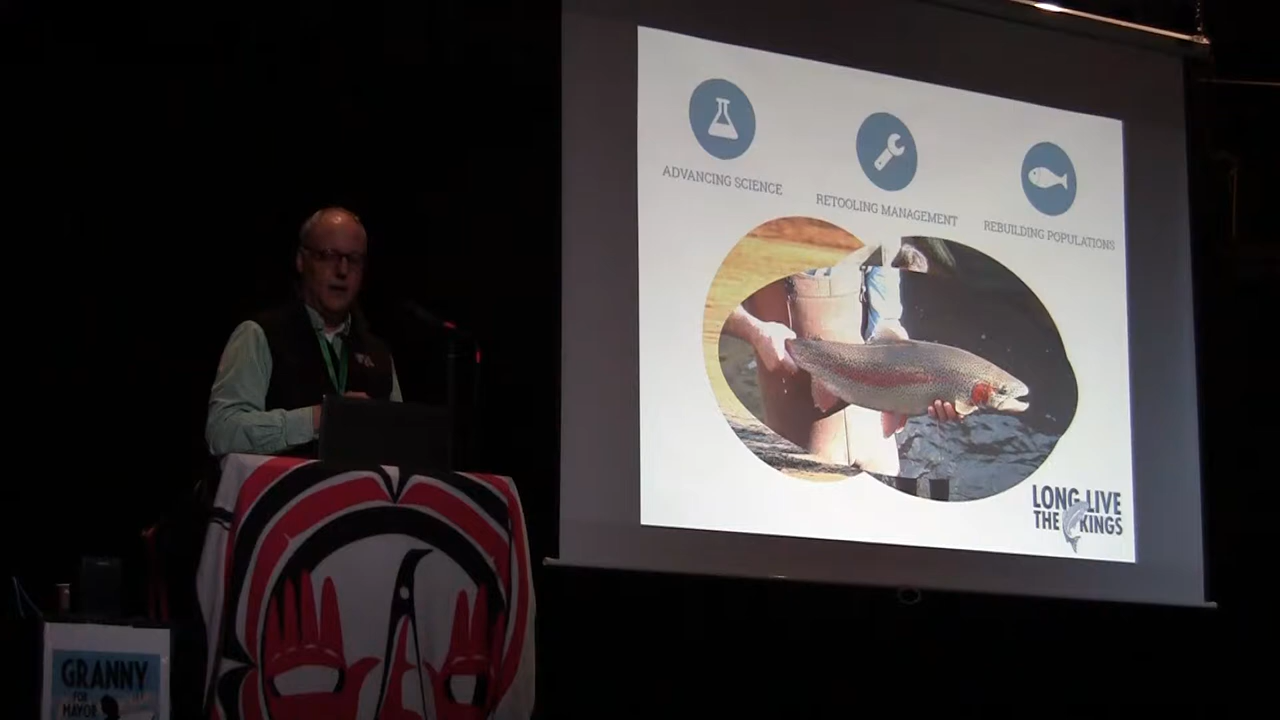 ADVANCING SCIENCE
RETOOLING MANAGEMENT
REBUILDING POPULATIONS
LONG LIVE
THE KINGS
GRANNY
FOR
MAYOR